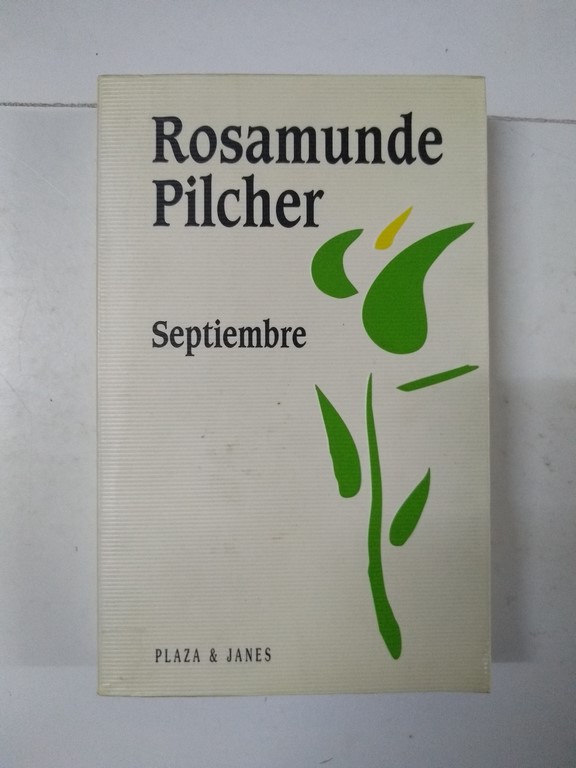 Rosamunde
Pilcher
Septiembre
PLAZA & JANES